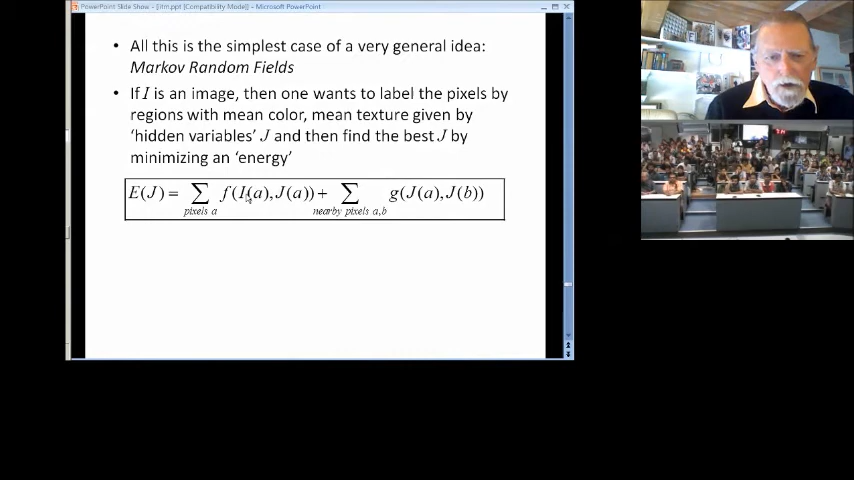 PowerPoint Slide Show - [itm.ppt [Compatibility Mode]] - Microsoft PowerPoint
• All this is the simplest case of a very general idea:
Markov Random Fields
• If I is an image, then one wants to label the pixels by
regions with mean color, mean texture given by
‘hidden variables’ J and then find the best J by
minimizing an ‘energy’
E(J) = ∑ f(I(a),J(a)) + ∑ g(J(a),J(b))
pixels a nearby pixels a,b